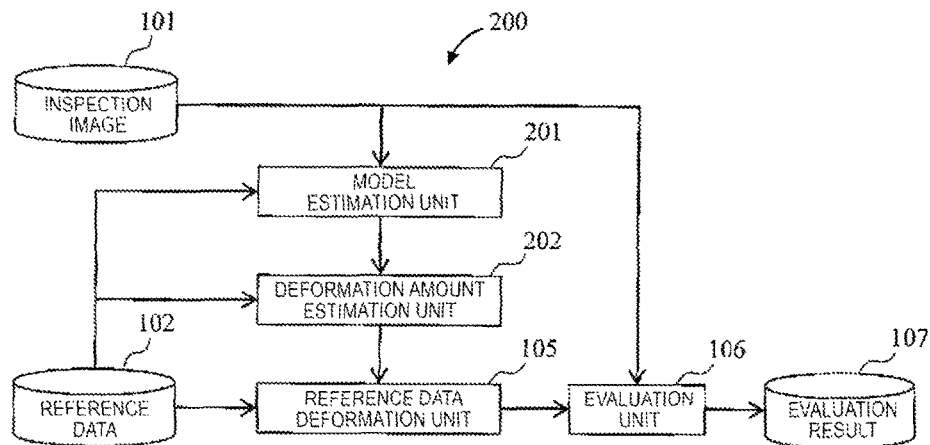 101
200
INSPECTION
IMAGE
201
MODEL
ESTIMATION UNIT
202
DEFORMATION AMOUNT
ESTIMATION UNIT
102
105
106
107
REFERENCE
DATA
REFERENCE DATA
DEFORMATION UNIT
EVALUATION
UNIT
EVALUATION
RESULT